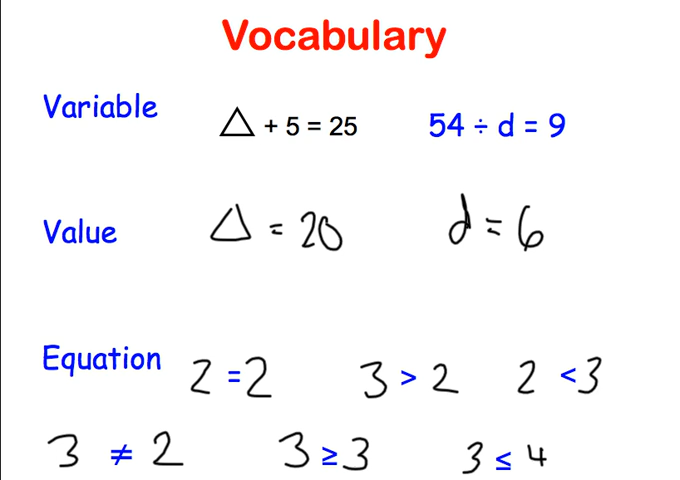 Vocabulary
Variable △ + 5 = 25 54 ÷ d = 9
Value △ = 20 d = 6
Equation 2 = 2 3 > 2 2 < 3
3 ≠ 2 3 ≥ 3 3 ≤ 4